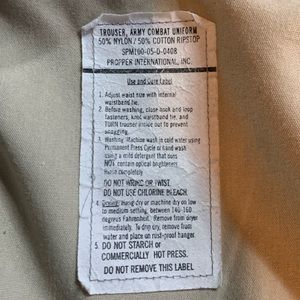 TROUSER, ARMY COMBAT UNIFORM
50% NYLON / 50% COTTON RIPSTOP
SPM100-05-D-0408
PROPPER INTERNATIONAL, INC.
Use and Care Label
1. Adjust waist size with internal
waistband tie.
2. Before washing, close hook and loop
fasteners, knot waistband tie, and
TURN trouser inside out to prevent
snagging.
3. Washing: Machine wash in cold wash using
Permanent Press Cycle or hand wash
using a mild detergent that does
NOT contain optical brighteners
Rinse completely
DO NOT WRING OR TWIST.
DO NOT USE CHLORINE BLEACH.
4. Drying: Tumble dry or machine dry on low
to medium setting, between 140-160
degrees Fahrenheit. Remove from dryer
immediately. To drip dry, remove from
water and place on rust-proof hanger
5. DO NOT STARCH or
COMMERCIALLY HOT PRESS.
DO NOT REMOVE THIS LABEL